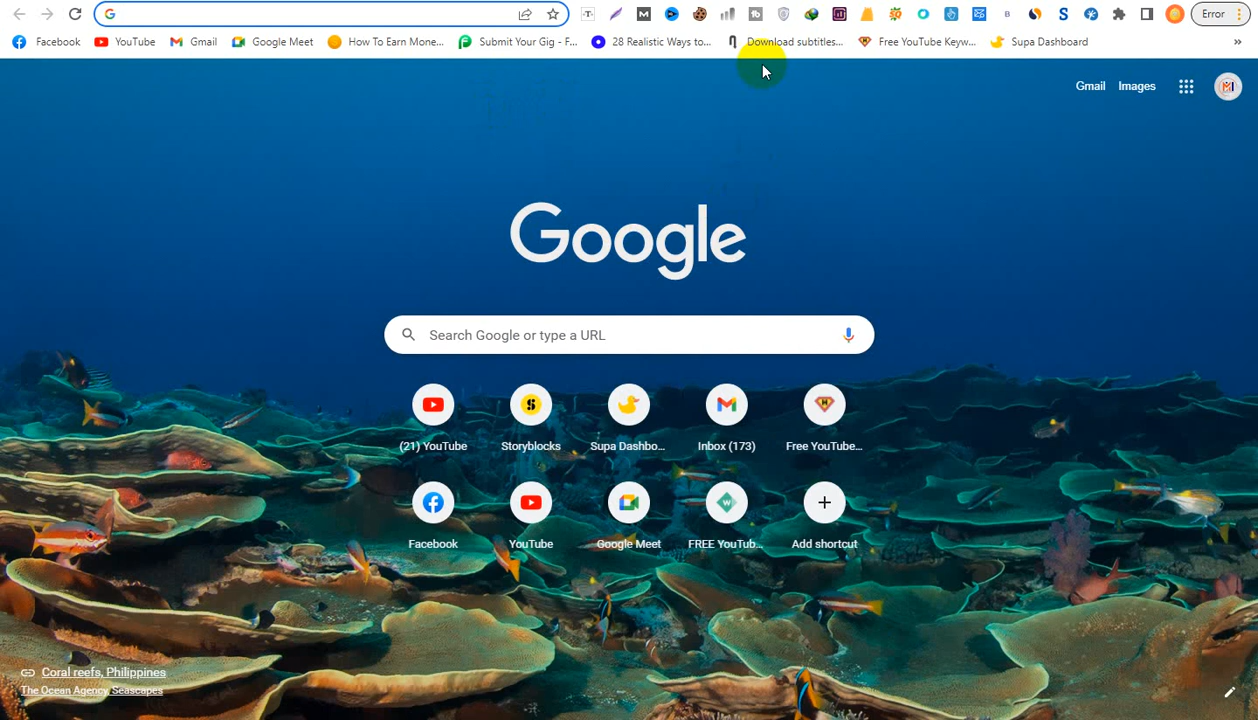 Error
Facebook YouTube Gmail Google Meet How To Earn Mone... Submit Your Gig - F... 28 Realistic Ways to... Download subtitles... Free YouTube Keyw... Supa Dashboard »
Gmail Images
Google
Search Google or type a URL
(21) YouTube Storyblocks Supa Dashbo... Inbox (173) Free YouTube...
Facebook YouTube Google Meet FREE YouTub... Add shortcut
Coral reefs, Philippines
The Ocean Agency, Seascapes